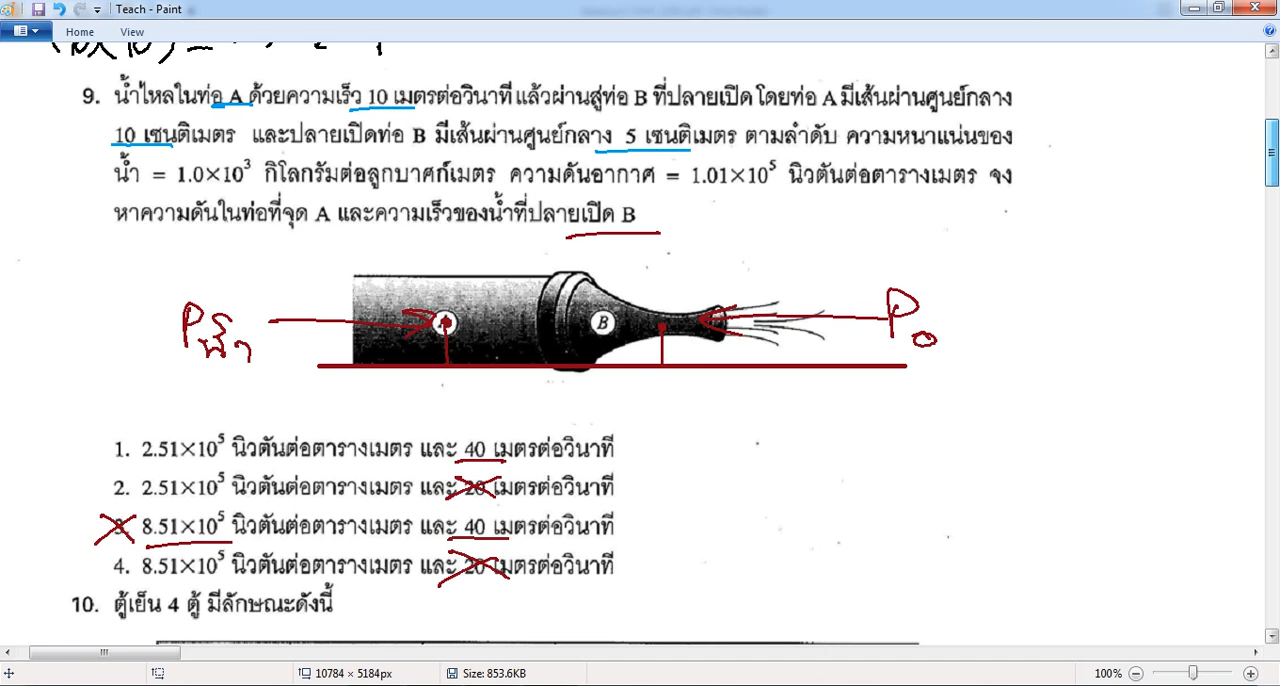 Teach - Paint
Home View
9. น้ำไหลในท่อ A ด้วยความเร็ว 10 เมตรต่อวินาที แล้วผ่านสู่ท่อ B ที่ปลายเปิด โดยท่อ A มีเส้นผ่านศูนย์กลาง
10 เซนติเมตร และปลายเปิดท่อ B มีเส้นผ่านศูนย์กลาง 5 เซนติเมตร ตามลำดับ ความหนาแน่นของ
น้ำ = 1.0×10³ กิโลกรัมต่อลูกบาศก์เมตร ความดันอากาศ = 1.01×10⁵ นิวตันต่อตารางเมตร จง
หาความดันในท่อที่จุด A และความเร็วของน้ำที่ปลายเปิด B
P น้ำ A B P₀
1. 2.51×10⁵ นิวตันต่อตารางเมตร และ 40 เมตรต่อวินาที
2. 2.51×10⁵ นิวตันต่อตารางเมตร และ 20 เมตรต่อวินาที
3. 8.51×10⁵ นิวตันต่อตารางเมตร และ 40 เมตรต่อวินาที
4. 8.51×10⁵ นิวตันต่อตารางเมตร และ 20 เมตรต่อวินาที
10. ตู้เย็น 4 ตู้ มีลักษณะดังนี้
10784 × 5184px Size: 853.6KB 100%